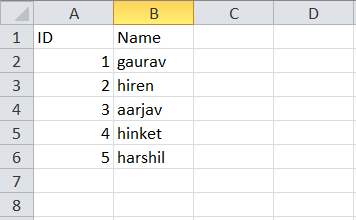 A B C D
1 ID Name
2 1 gaurav
3 2 hiren
4 3 aarjav
5 4 hinket
6 5 harshil
7
8